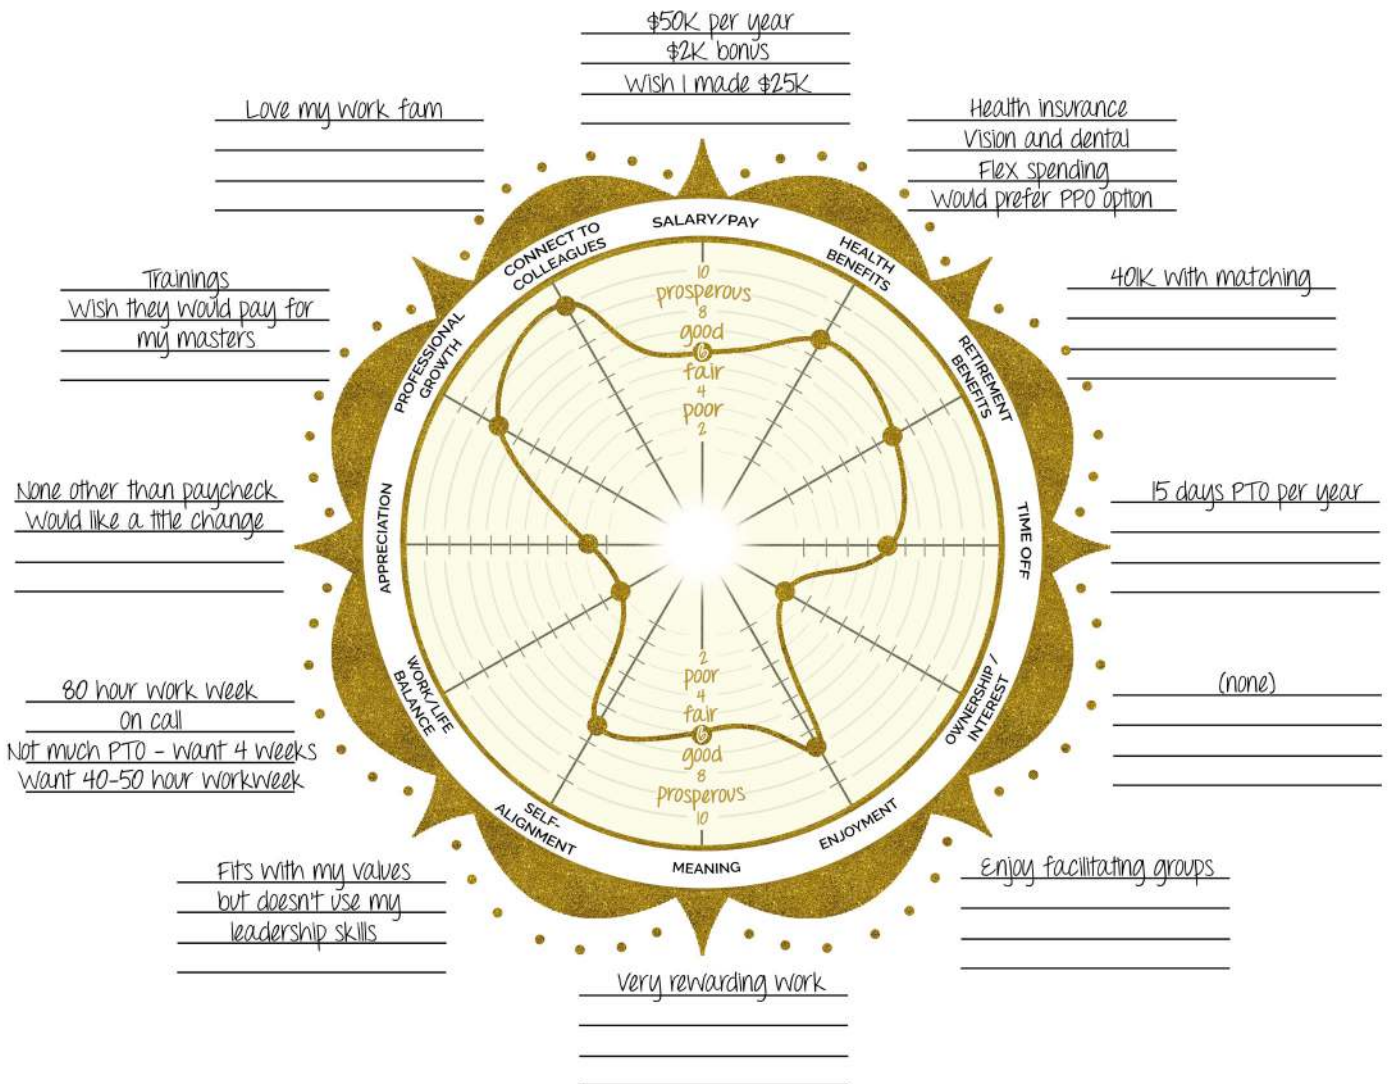 $50K per year
$2K bonus
Wish I made $25K
Love my work fam
Health insurance
Vision and dental
Flex spending
Would prefer PPO option
Trainings
Wish they would pay for
my masters
401K with matching
None other than paycheck
Would like a title change
15 days PTO per year
80 hour work week
On call
Not much PTO - Want 4 weeks
Want 40-50 hour workweek
(none)
Fits with my values
but doesn't use my
leadership skills
Enjoy facilitating groups
Very rewarding work
SALARY/PAY
HEALTH
BENEFITS
RETIREMENT
BENEFITS
TIME OFF
OWNERSHIP /
INTEREST
ENJOYMENT
MEANING
SELF-
ALIGNMENT
WORK/LIFE
BALANCE
APPRECIATION
PROFESSIONAL
GROWTH
CONNECT TO
COLLEAGUES
10
prosperous
8
good
6
fair
4
poor
2
2
poor
4
fair
6
good
8
prosperous
10